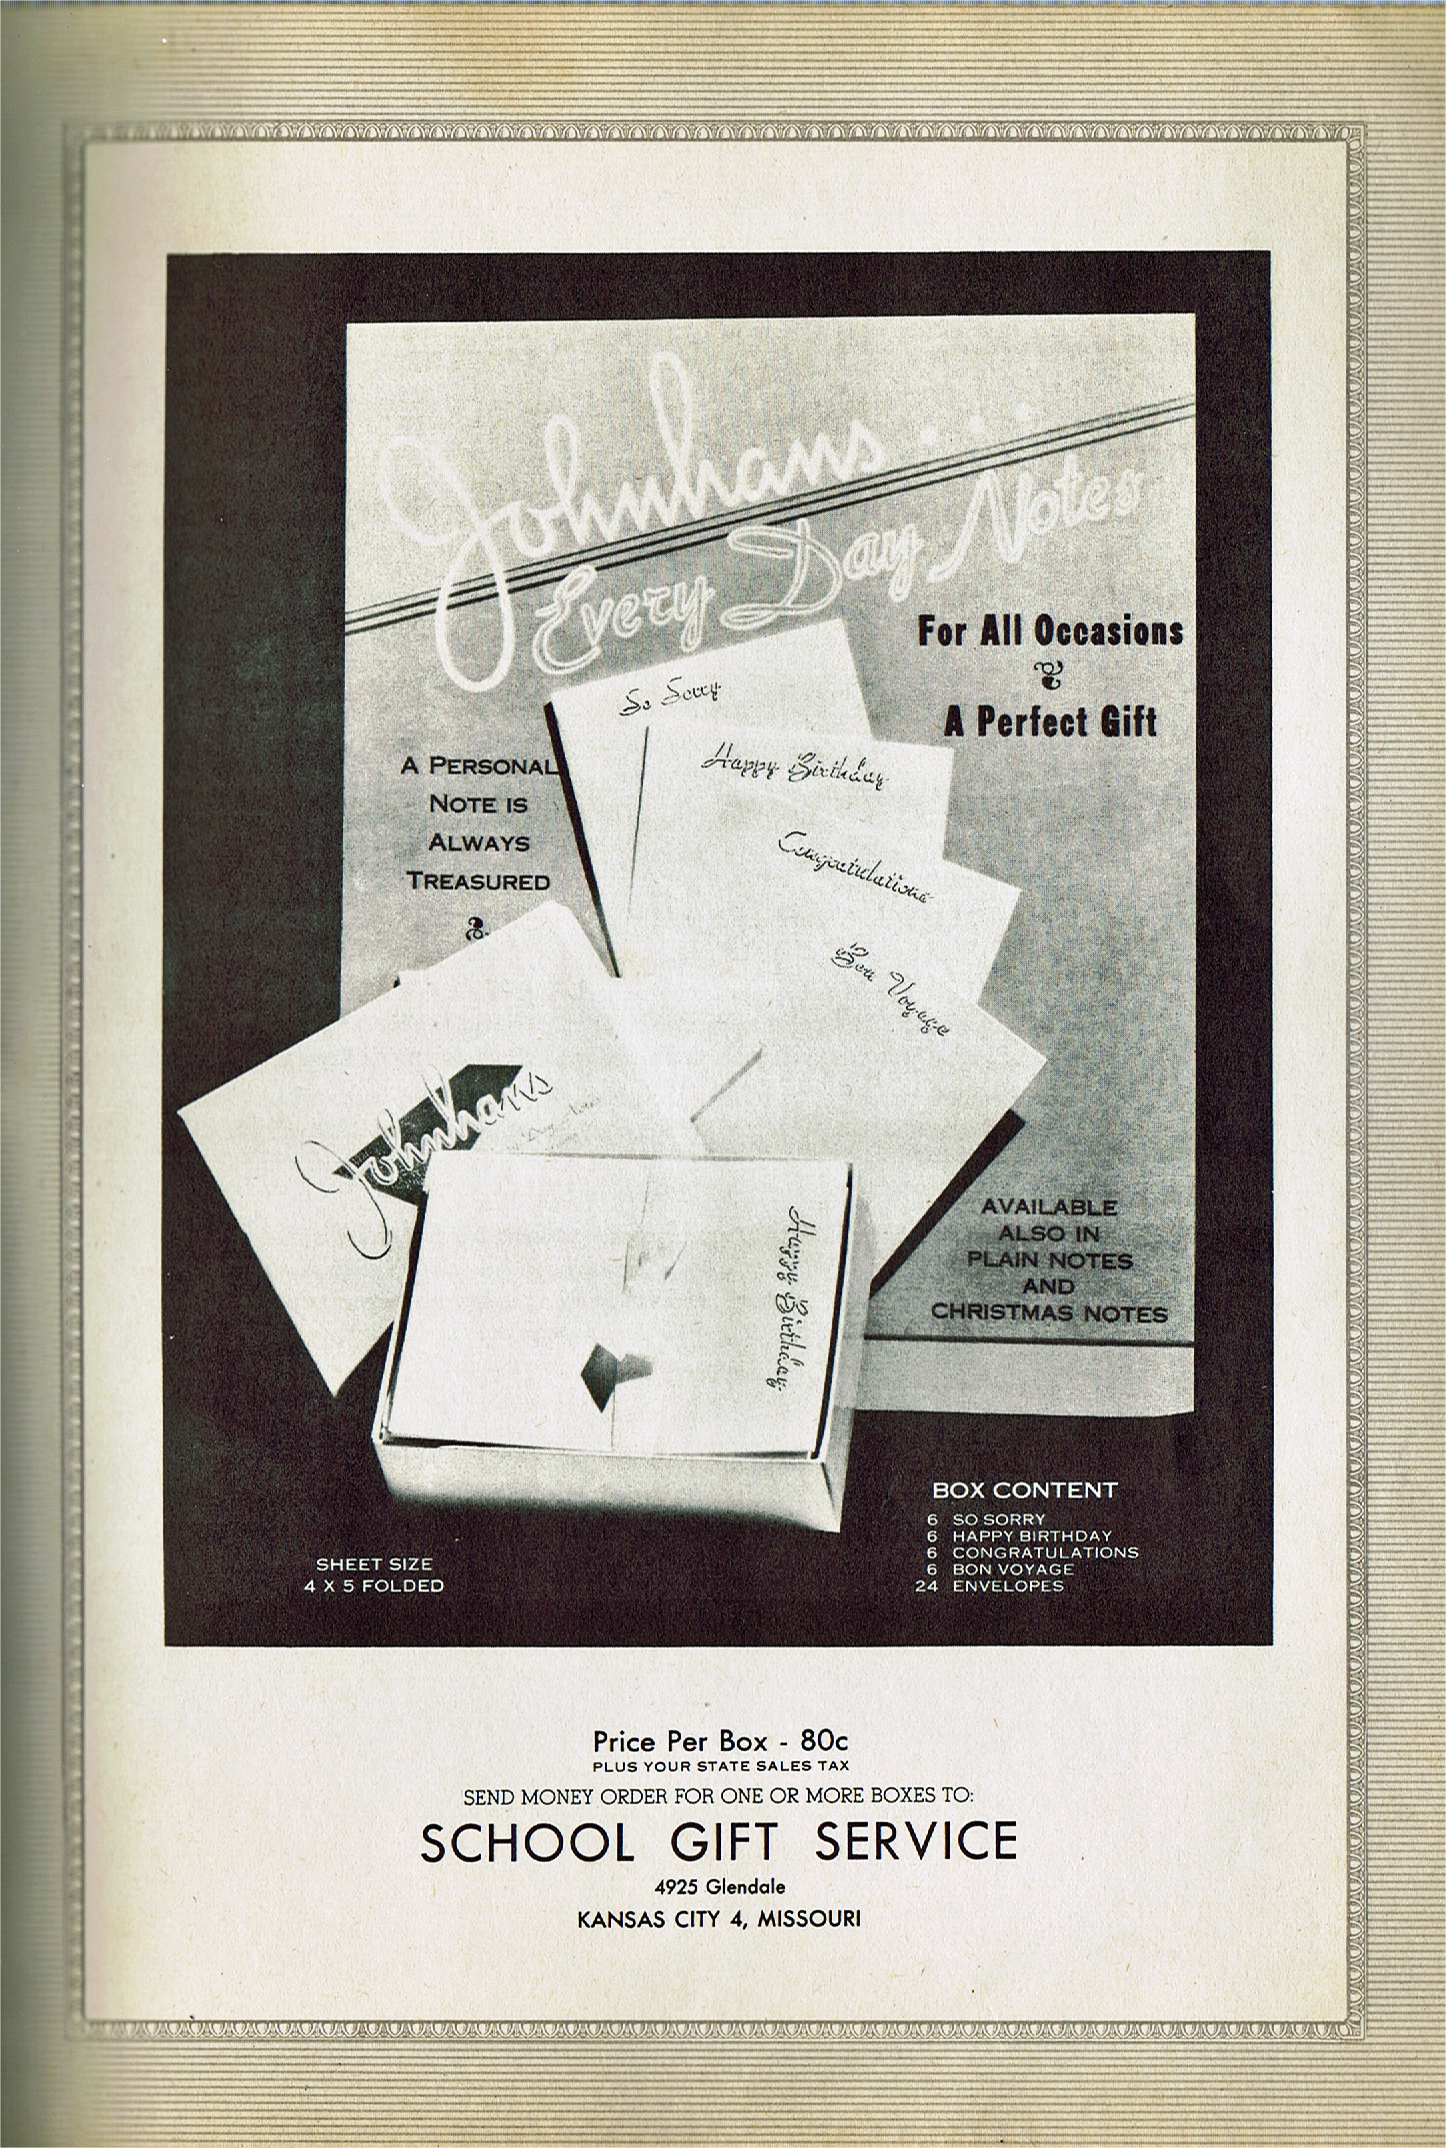 Johnhans...
Every Day Notes
For All Occasions
A Perfect Gift
So Sorry
Happy Birthday
Congratulations
Bon Voyage
A PERSONAL
NOTE IS
ALWAYS
TREASURED
Johnhans
Happy Birthday
AVAILABLE
ALSO IN
PLAIN NOTES
AND
CHRISTMAS NOTES
BOX CONTENT
6 SO SORRY
6 HAPPY BIRTHDAY
6 CONGRATULATIONS
6 BON VOYAGE
24 ENVELOPES
SHEET SIZE
4 X 5 FOLDED
Price Per Box - 80c
PLUS YOUR STATE SALES TAX
SEND MONEY ORDER FOR ONE OR MORE BOXES TO:
SCHOOL GIFT SERVICE
4925 Glendale
KANSAS CITY 4, MISSOURI